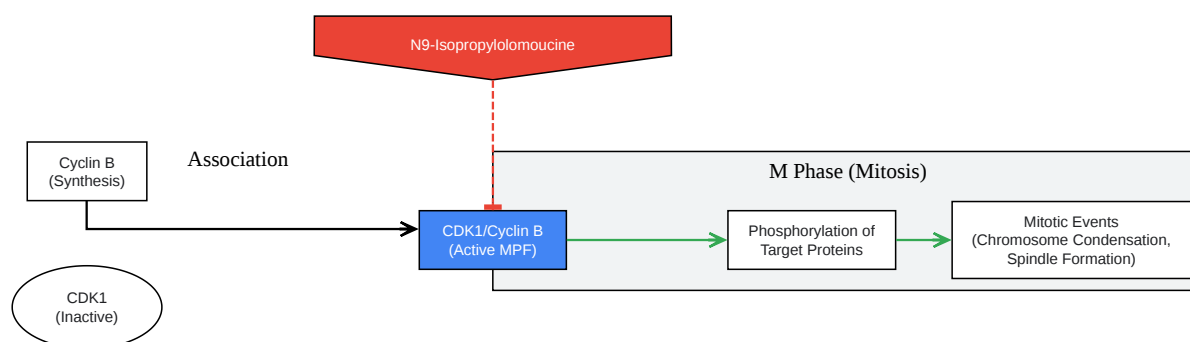 N9-Isopropylolomoucine
Cyclin B
(Synthesis)
Association
M Phase (Mitosis)
CDK1/Cyclin B
(Active MPF)
Phosphorylation of
Target Proteins
Mitotic Events
(Chromosome Condensation,
Spindle Formation)
CDK1
(Inactive)